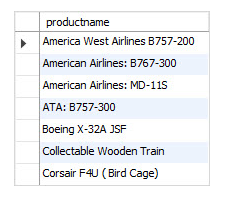 productname
America West Airlines B757-200
American Airlines: B767-300
American Airlines: MD-11S
ATA: B757-300
Boeing X-32A JSF
Collectable Wooden Train
Corsair F4U ( Bird Cage)